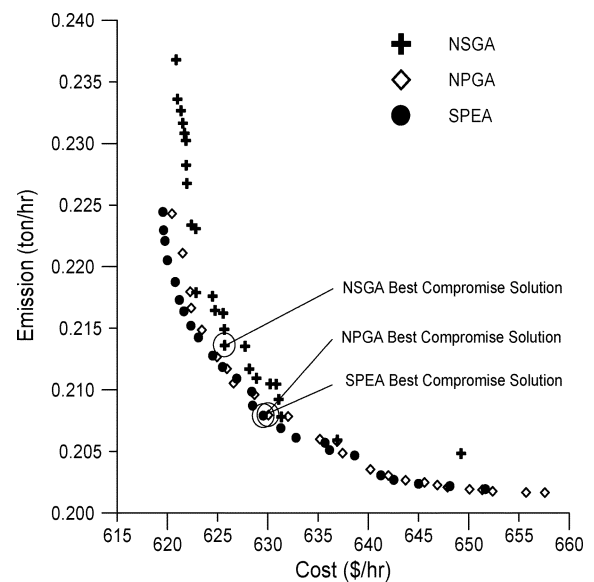 0.240
0.235
0.230
0.225
0.220
0.215
0.210
0.205
0.200
Emission (ton/hr)
NSGA
NPGA
SPEA
NSGA Best Compromise Solution
NPGA Best Compromise Solution
SPEA Best Compromise Solution
615 620 625 630 635 640 645 650 655 660
Cost ($/hr)